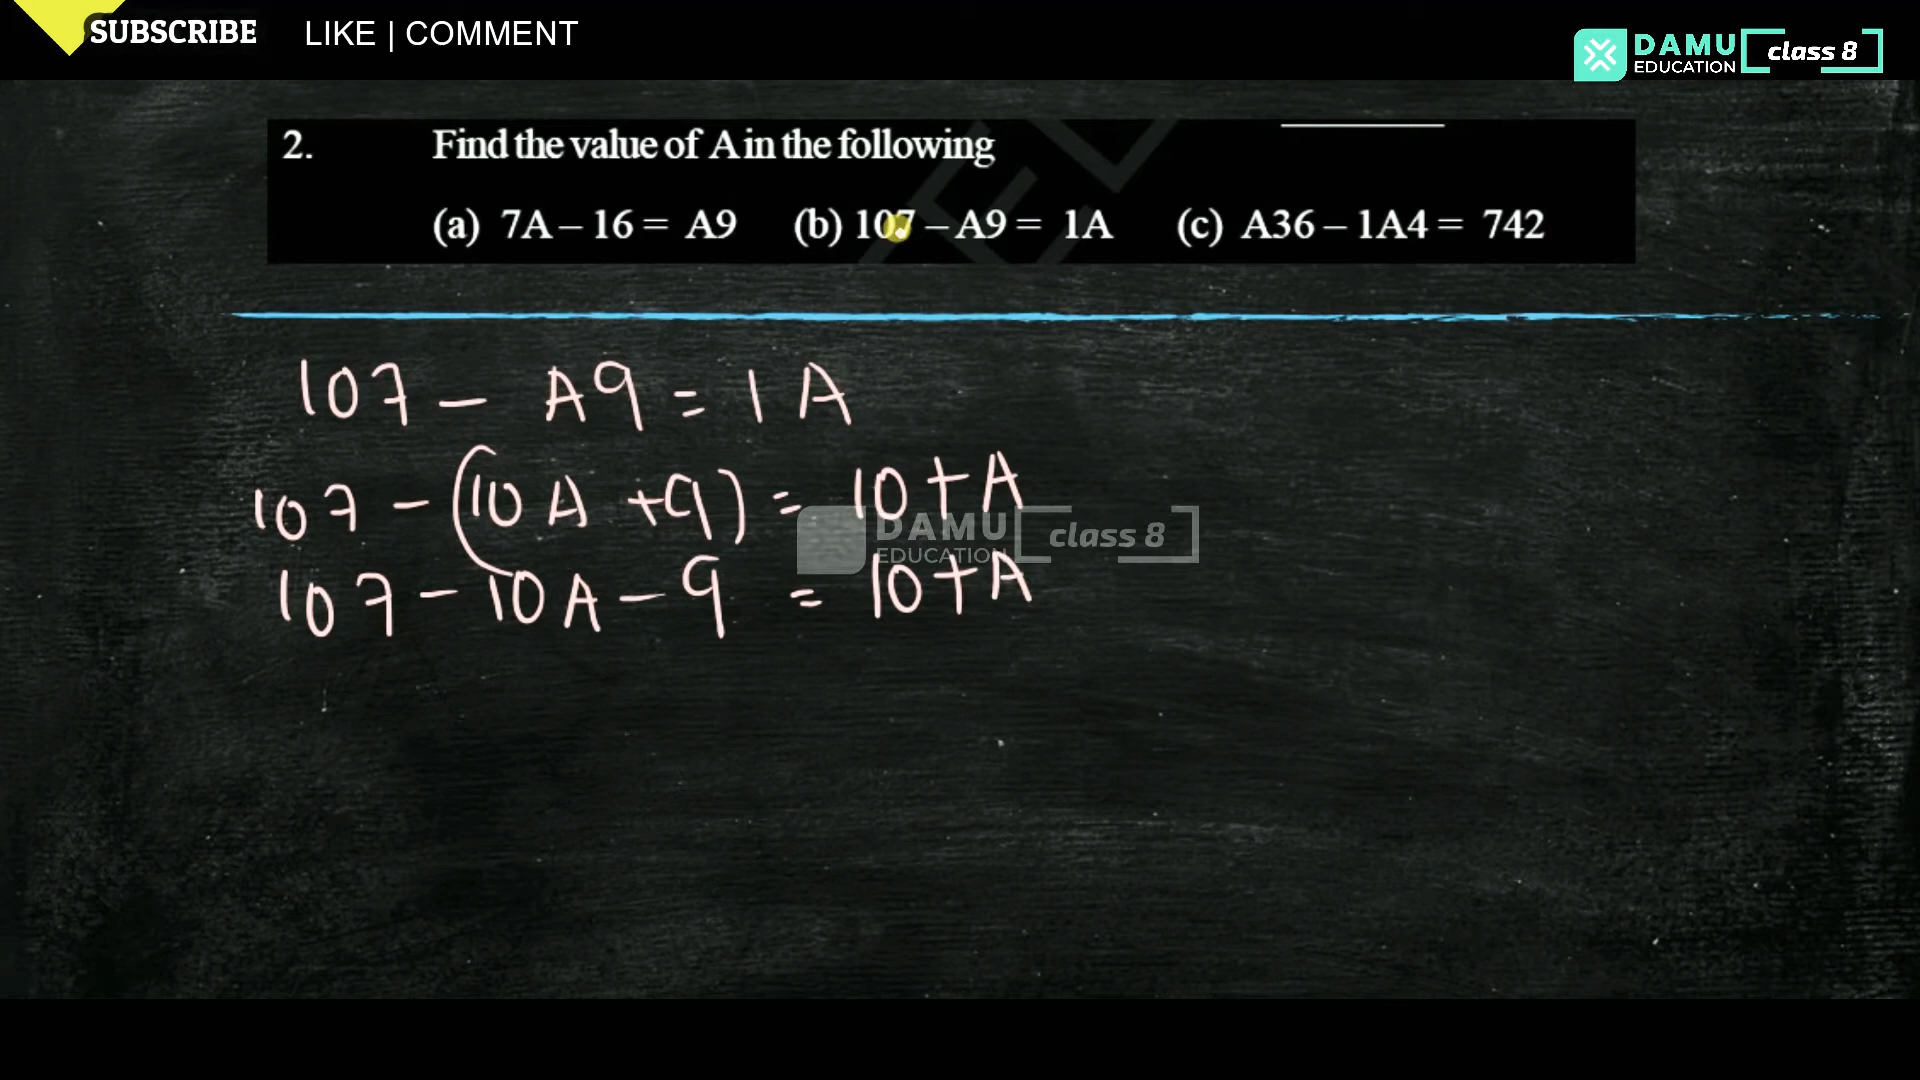 SUBSCRIBE LIKE | COMMENT
DAMU EDUCATION class 8
2. Find the value of A in the following
(a) 7A – 16 = A9 (b) 107 – A9 = 1A (c) A36 – 1A4 = 742
107 - A9 = 1A
107 - (10A + 9) = 10 + A
DAMU EDUCATION class 8
107 - 10A - 9 = 10 + A